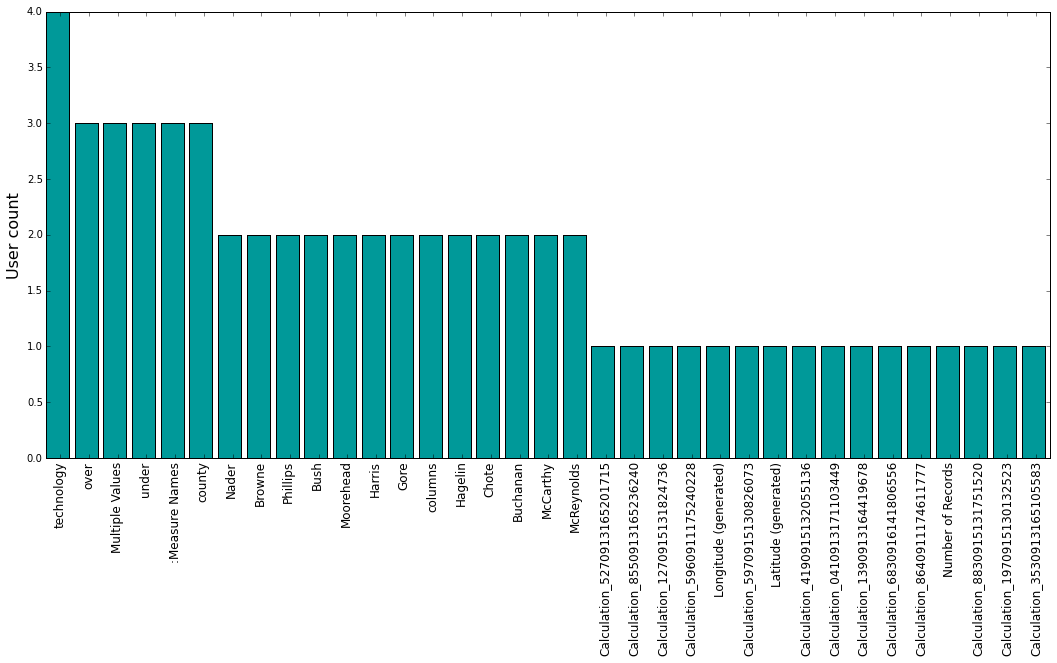 4.0
3.5
3.0
2.5
2.0
1.5
1.0
0.5
0.0
User count
technology
over
Multiple Values
under
:Measure Names
county
Nader
Browne
Phillips
Bush
Moorehead
Harris
Gore
columns
Hagelin
Chote
Buchanan
McCarthy
McReynolds
Calculation_5270913165201715
Calculation_8550913165236240
Calculation_1270915131824736
Calculation_5960911175240228
Longitude (generated)
Calculation_5970915130826073
Latitude (generated)
Calculation_4190915132055136
Calculation_0410913171103449
Calculation_1390913164419678
Calculation_6830916141806556
Calculation_8640911174611777
Number of Records
Calculation_8830915131751520
Calculation_1970915130132523
Calculation_3530913165105583